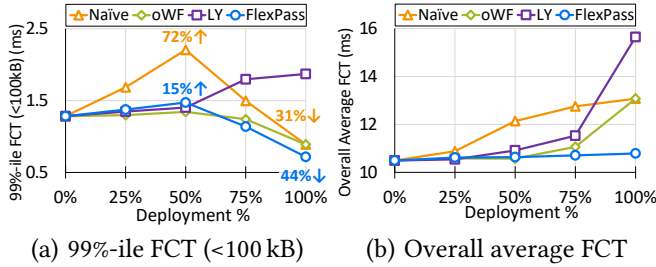 Naïve oWF LY FlexPass
99%-ile FCT (<100kB) (ms)
2.5
1.5
0.5
72%↑
15%↑
31%↓
44%↓
0% 25% 50% 75% 100%
Deployment %
(a) 99%-ile FCT (<100 kB)
Naïve oWF LY FlexPass
Overall Average FCT (ms)
16
14
12
10
0% 25% 50% 75% 100%
Deployment %
(b) Overall average FCT